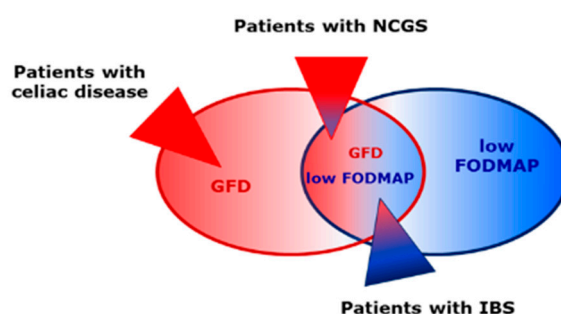 Patients with NCGS
Patients with
celiac disease
GFD
GFD
low FODMAP
low
FODMAP
Patients with IBS